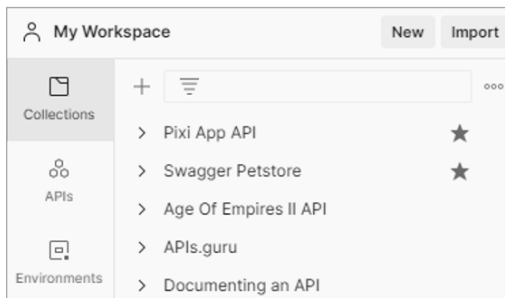 My Workspace New Import
Collections
Pixi App API
Swagger Petstore
APIs
Age Of Empires II API
APIs.guru
Environments
Documenting an API